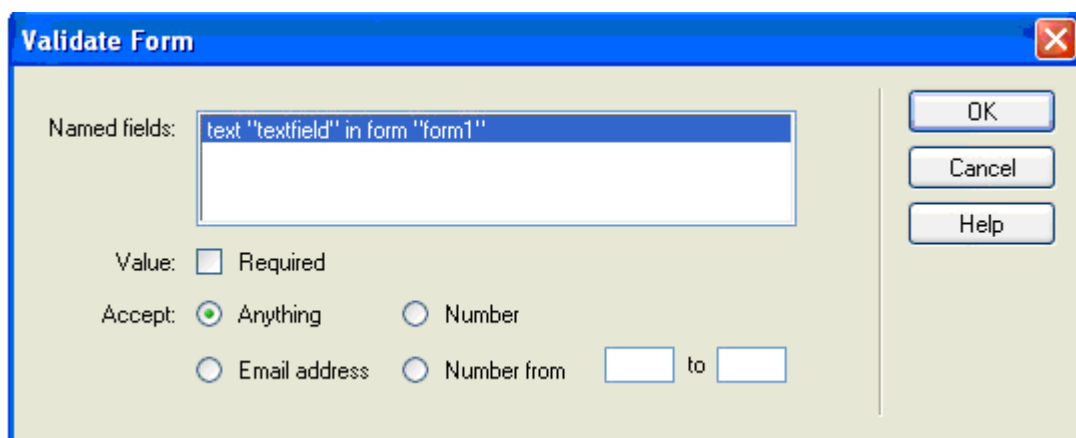 Validate Form
Named fields:
text "textfield" in form "form1"
OK
Cancel
Help
Value: Required
Accept: Anything Number
Email address Number from to